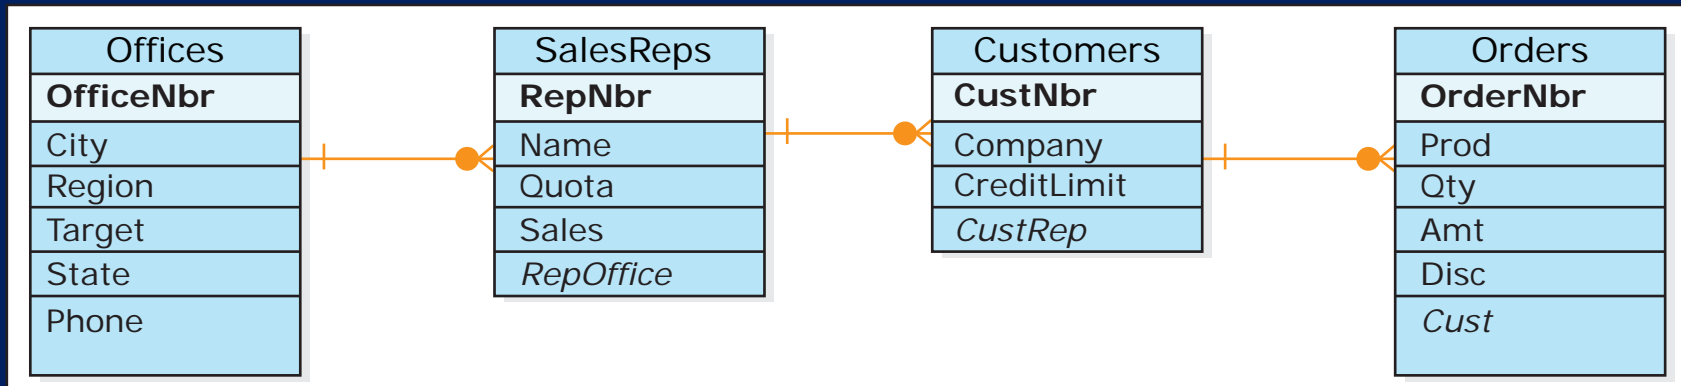 Offices
OfficeNbr
City
Region
Target
State
Phone
SalesReps
RepNbr
Name
Quota
Sales
RepOffice
Customers
CustNbr
Company
CreditLimit
CustRep
Orders
OrderNbr
Prod
Qty
Amt
Disc
Cust